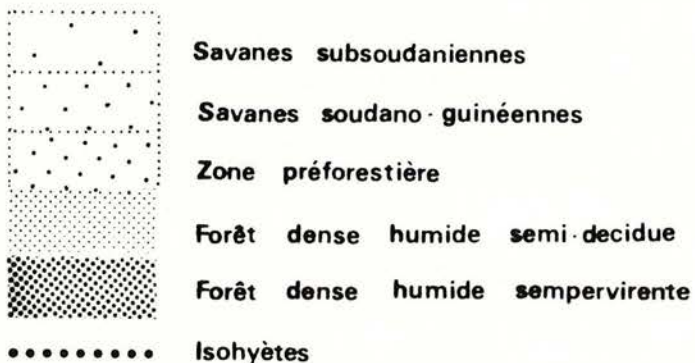 Savanes subsoudaniennes
Savanes soudano·guinéennes
Zone préforestière
Forêt dense humide semi·decidue
Forêt dense humide sempervirente
Isohyètes